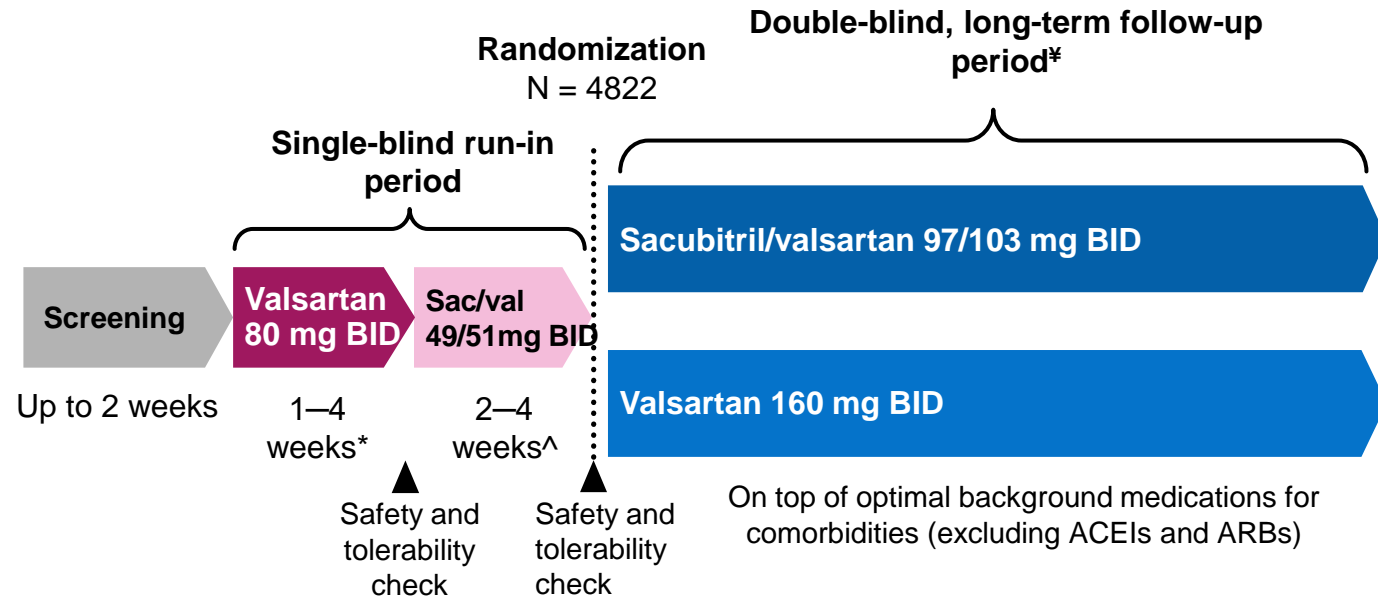 Double-blind, long-term follow-up
period¥
Randomization
N = 4822
Single-blind run-in
period
Screening
Up to 2 weeks
Valsartan
80 mg BID
1—4
weeks*
Sac/val
49/51mg BID
2—4
weeks^
Sacubitril/valsartan 97/103 mg BID
Valsartan 160 mg BID
Safety and
tolerability
check
Safety and
tolerability
check
On top of optimal background medications for
comorbidities (excluding ACEIs and ARBs)